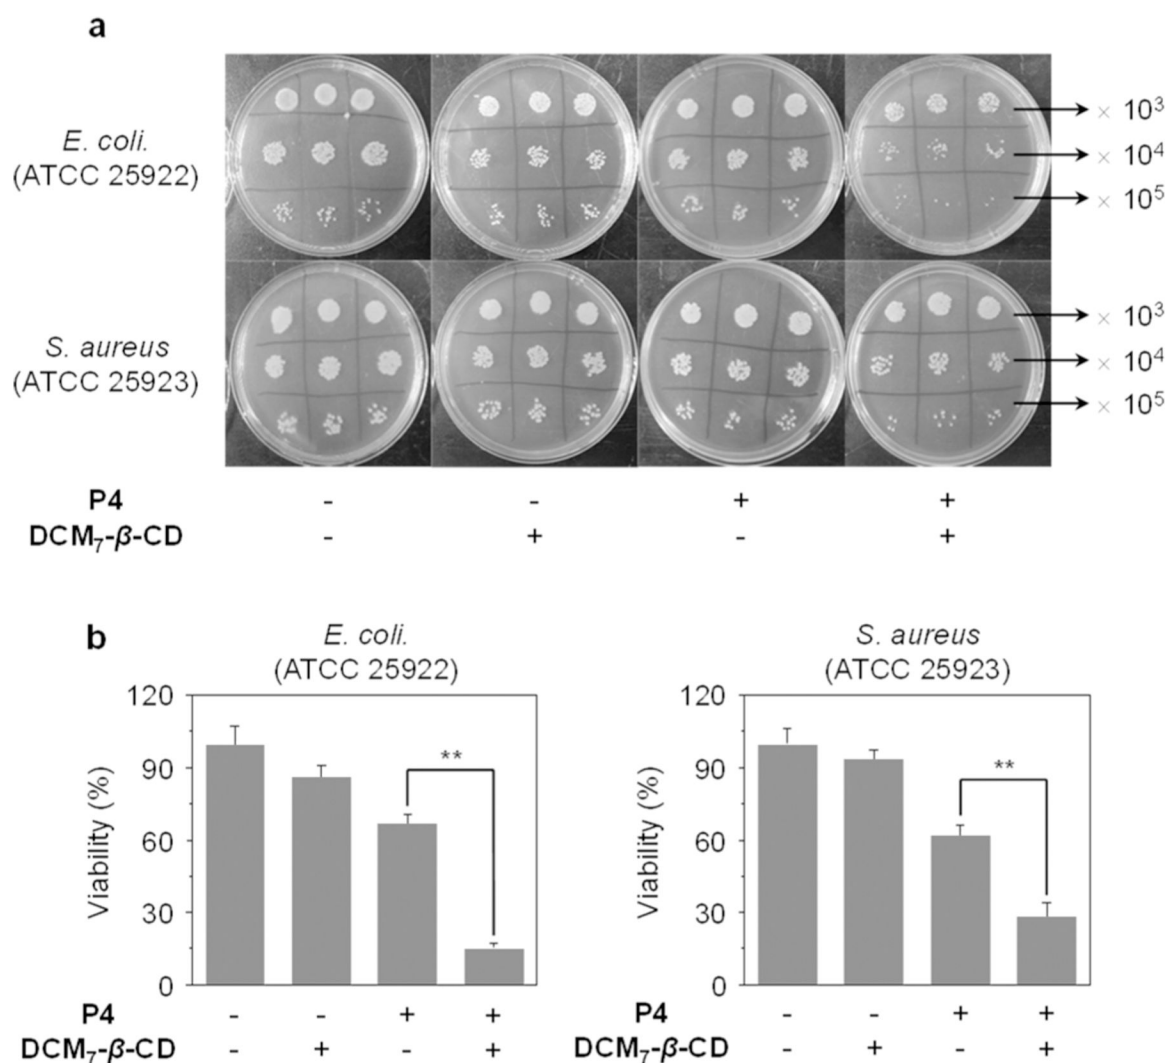 a
E. coli.
(ATCC 25922)
× 10³
× 10⁴
× 10⁵
S. aureus
(ATCC 25923)
× 10³
× 10⁴
× 10⁵
P4 - - + +
DCM₇-β-CD - + - +
b
E. coli.
(ATCC 25922)
Viability (%)
120
90
60
30
0
**
P4 - - + +
DCM₇-β-CD - + - +
S. aureus
(ATCC 25923)
Viability (%)
120
90
60
30
0
**
P4 - - + +
DCM₇-β-CD - + - +